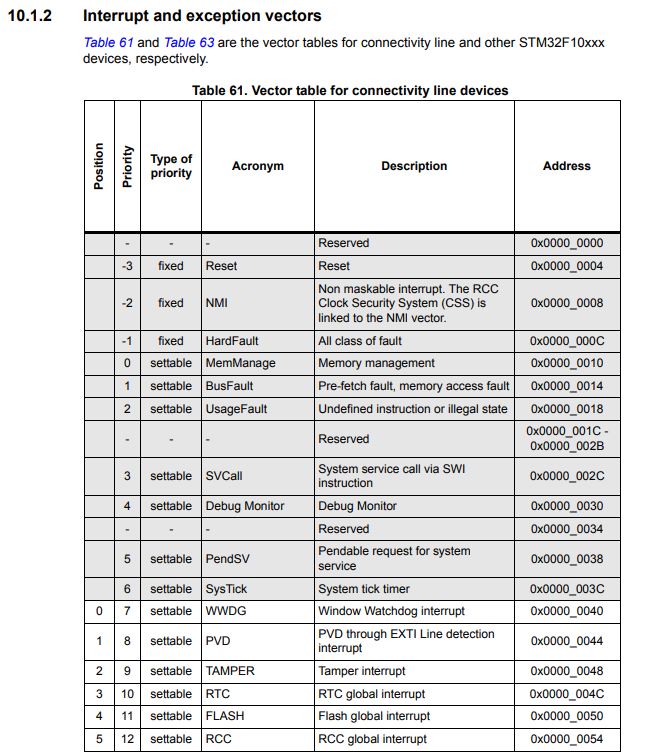 10.1.2 Interrupt and exception vectors
Table 61 and Table 63 are the vector tables for connectivity line and other STM32F10xxx
devices, respectively.
Table 61. Vector table for connectivity line devices
Position Priority Type of priority Acronym Description Address
- - - Reserved 0x0000_0000
-3 fixed Reset Reset 0x0000_0004
-2 fixed NMI Non maskable interrupt. The RCC Clock Security System (CSS) is linked to the NMI vector. 0x0000_0008
-1 fixed HardFault All class of fault 0x0000_000C
0 settable MemManage Memory management 0x0000_0010
1 settable BusFault Pre-fetch fault, memory access fault 0x0000_0014
2 settable UsageFault Undefined instruction or illegal state 0x0000_0018
- - - Reserved 0x0000_001C - 0x0000_002B
3 settable SVCall System service call via SWI instruction 0x0000_002C
4 settable Debug Monitor Debug Monitor 0x0000_0030
- - - Reserved 0x0000_0034
5 settable PendSV Pendable request for system service 0x0000_0038
6 settable SysTick System tick timer 0x0000_003C
0 7 settable WWDG Window Watchdog interrupt 0x0000_0040
1 8 settable PVD PVD through EXTI Line detection interrupt 0x0000_0044
2 9 settable TAMPER Tamper interrupt 0x0000_0048
3 10 settable RTC RTC global interrupt 0x0000_004C
4 11 settable FLASH Flash global interrupt 0x0000_0050
5 12 settable RCC RCC global interrupt 0x0000_0054